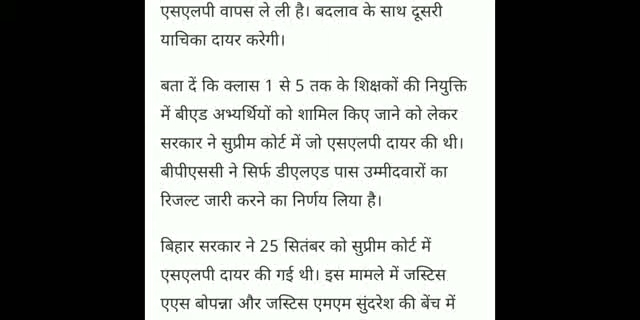 एसएलपी वापस ले ली है। बदलाव के साथ दूसरी
याचिका दायर करेगी।
बता दें कि क्लास 1 से 5 तक के शिक्षकों की नियुक्ति
में बीएड अभ्यर्थियों को शामिल किए जाने को लेकर
सरकार ने सुप्रीम कोर्ट में जो एसएलपी दायर की थी।
बीपीएससी ने सिर्फ डीएलएड पास उम्मीदवारों का
रिजल्ट जारी करने का निर्णय लिया है।
बिहार सरकार ने 25 सितंबर को सुप्रीम कोर्ट में
एसएलपी दायर की गई थी। इस मामले में जस्टिस
एएस बोपन्ना और जस्टिस एमएम सुंदरेश की बेंच में